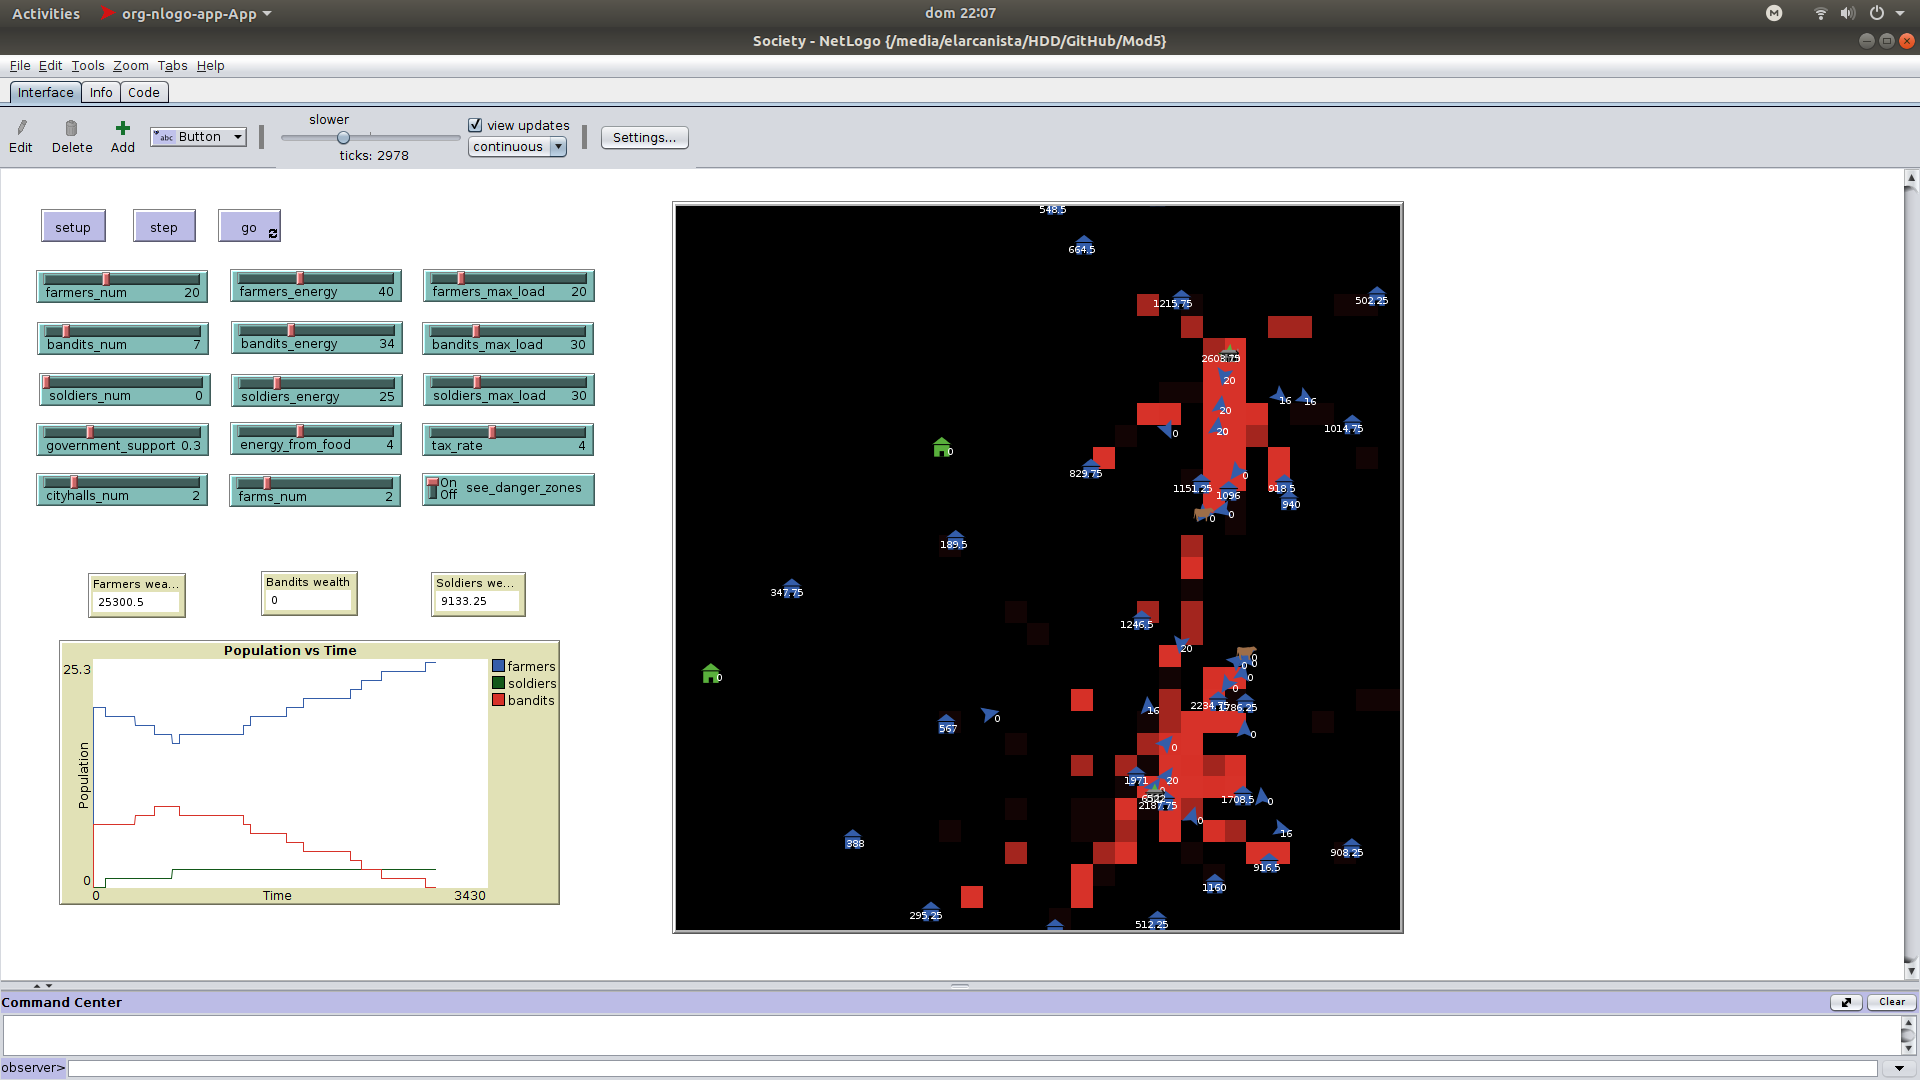 Activities org-nlogo-app-App dom 22:07
Society - NetLogo {/media/elarcanista/HDD/GitHub/Mod5}
File Edit Tools Zoom Tabs Help
Interface Info Code
Edit Delete Add abc Button slower ticks: 2978 view updates continuous Settings...
setup step go
farmers_num 20 farmers_energy 40 farmers_max_load 20
bandits_num 7 bandits_energy 34 bandits_max_load 30
soldiers_num 0 soldiers_energy 25 soldiers_max_load 30
government_support 0.3 energy_from_food 4 tax_rate 4
cityhalls_num 2 farms_num 2 On Off see_danger_zones
Farmers wea... Bandits wealth Soldiers we...
25300.5 0 9133.25
Population vs Time
25.3
Population
0
0 Time 3430
farmers
soldiers
bandits
548.5
664.5
1215.75
502.25
20
16 16
20
20
0
1014.75
0
829.75
0
1151.25 1096 918.5
940
0 0
189.5
347.75
1246.5
20
0
0 0
0
0
0
2234.75 1786.25
16
0
567
0
0
1971 20
0
2187.75
1708.5 0
0
16
388
908.25
916.5
1160
295.25
512.25
Command Center Clear
observer>